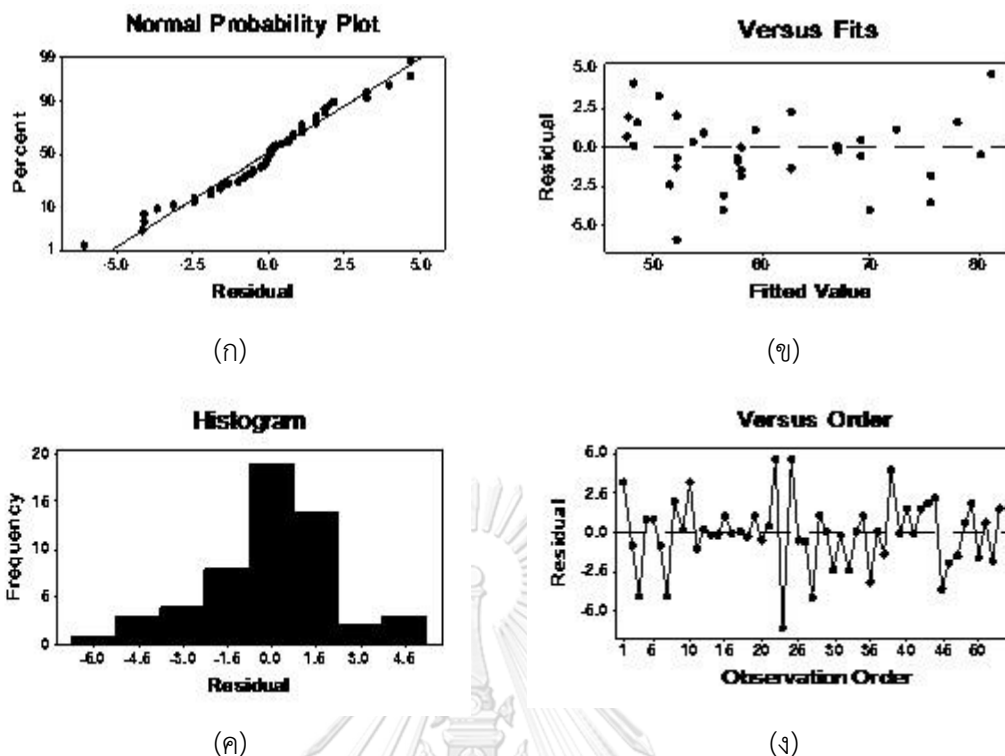 Normal Probability Plot
Percent
99
90
50
10
1
-5.0 -2.5 0.0 2.5 5.0
Residual
(ก)
Versus Fits
Residual
5.0
2.5
0.0
-2.5
-5.0
50 60 70 80
Fitted Value
(ข)
Histogram
Frequency
20
15
10
5
0
-6.0 -4.5 -3.0 -1.5 0.0 1.5 3.0 4.5
Residual
(ค)
Versus Order
Residual
5.0
2.5
0.0
-2.5
-5.0
1 5 10 15 20 25 30 35 40 45 50
Observation Order
(ง)